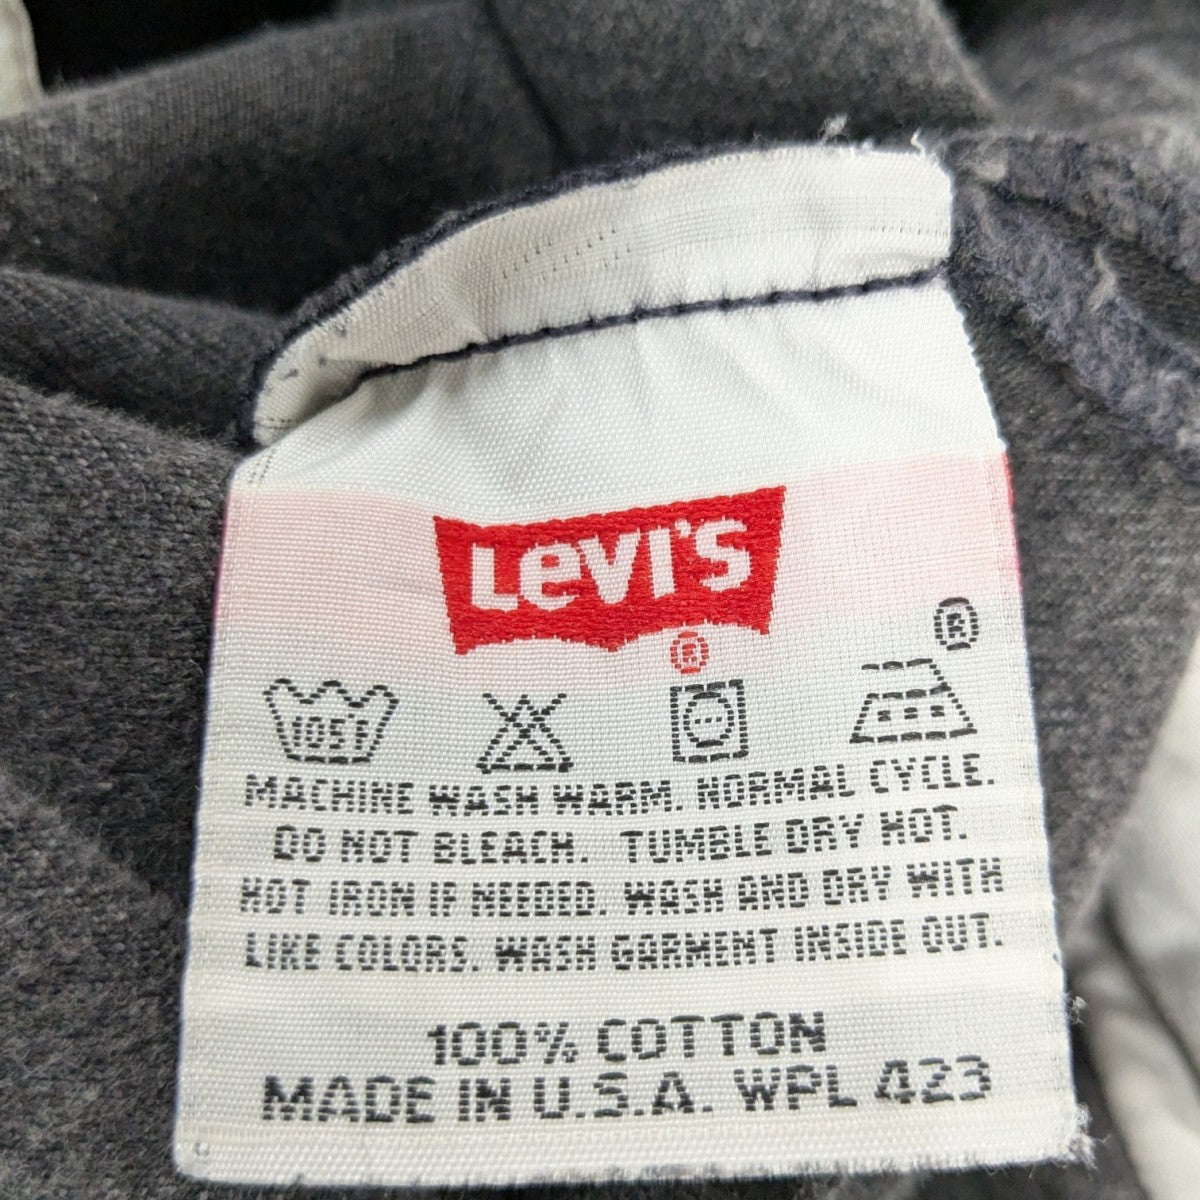 LEVI'S
®
®
105F
MACHINE WASH WARM. NORMAL CYCLE.
DO NOT BLEACH. TUMBLE DRY HOT.
HOT IRON IF NEEDED. WASH AND DRY WITH
LIKE COLORS. WASH GARMENT INSIDE OUT.
100% COTTON
MADE IN U.S.A. WPL 423